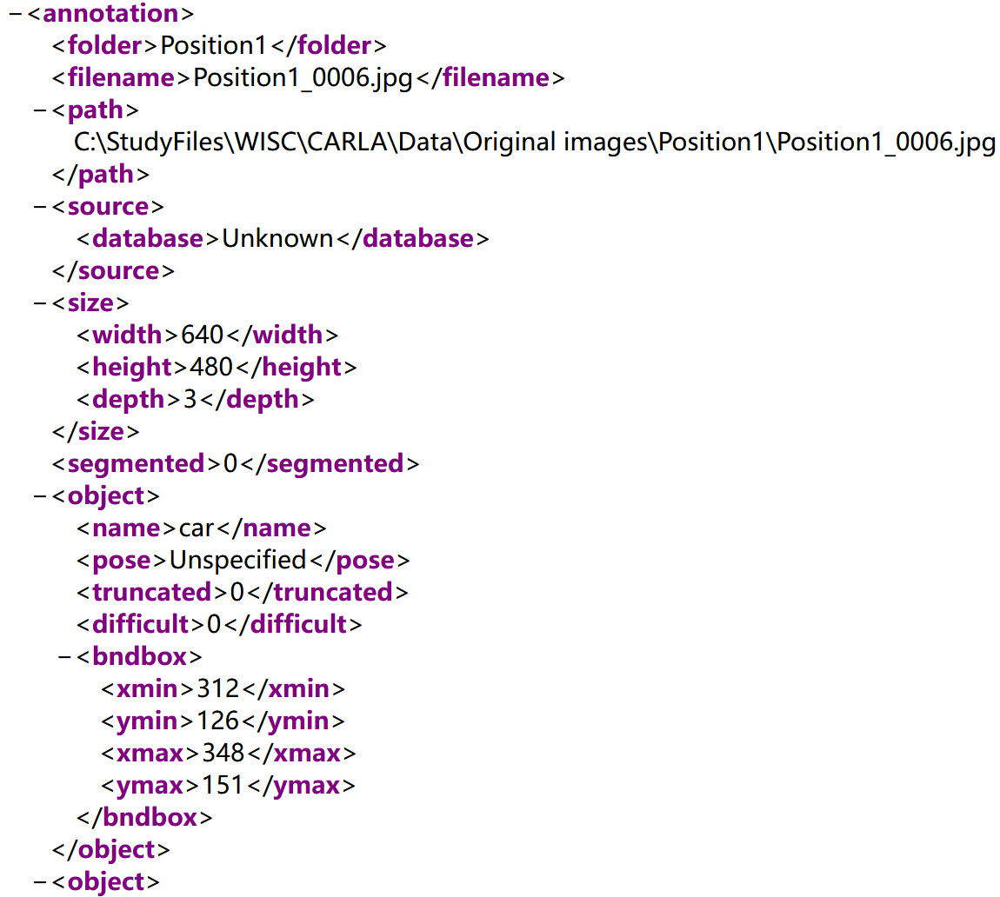 −<annotation>
<folder>Position1</folder>
<filename>Position1_0006.jpg</filename>
−<path>
C:\StudyFiles\WISC\CARLA\Data\Original images\Position1\Position1_0006.jpg
</path>
−<source>
<database>Unknown</database>
</source>
−<size>
<width>640</width>
<height>480</height>
<depth>3</depth>
</size>
<segmented>0</segmented>
−<object>
<name>car</name>
<pose>Unspecified</pose>
<truncated>0</truncated>
<difficult>0</difficult>
−<bndbox>
<xmin>312</xmin>
<ymin>126</ymin>
<xmax>348</xmax>
<ymax>151</ymax>
</bndbox>
</object>
−<object>